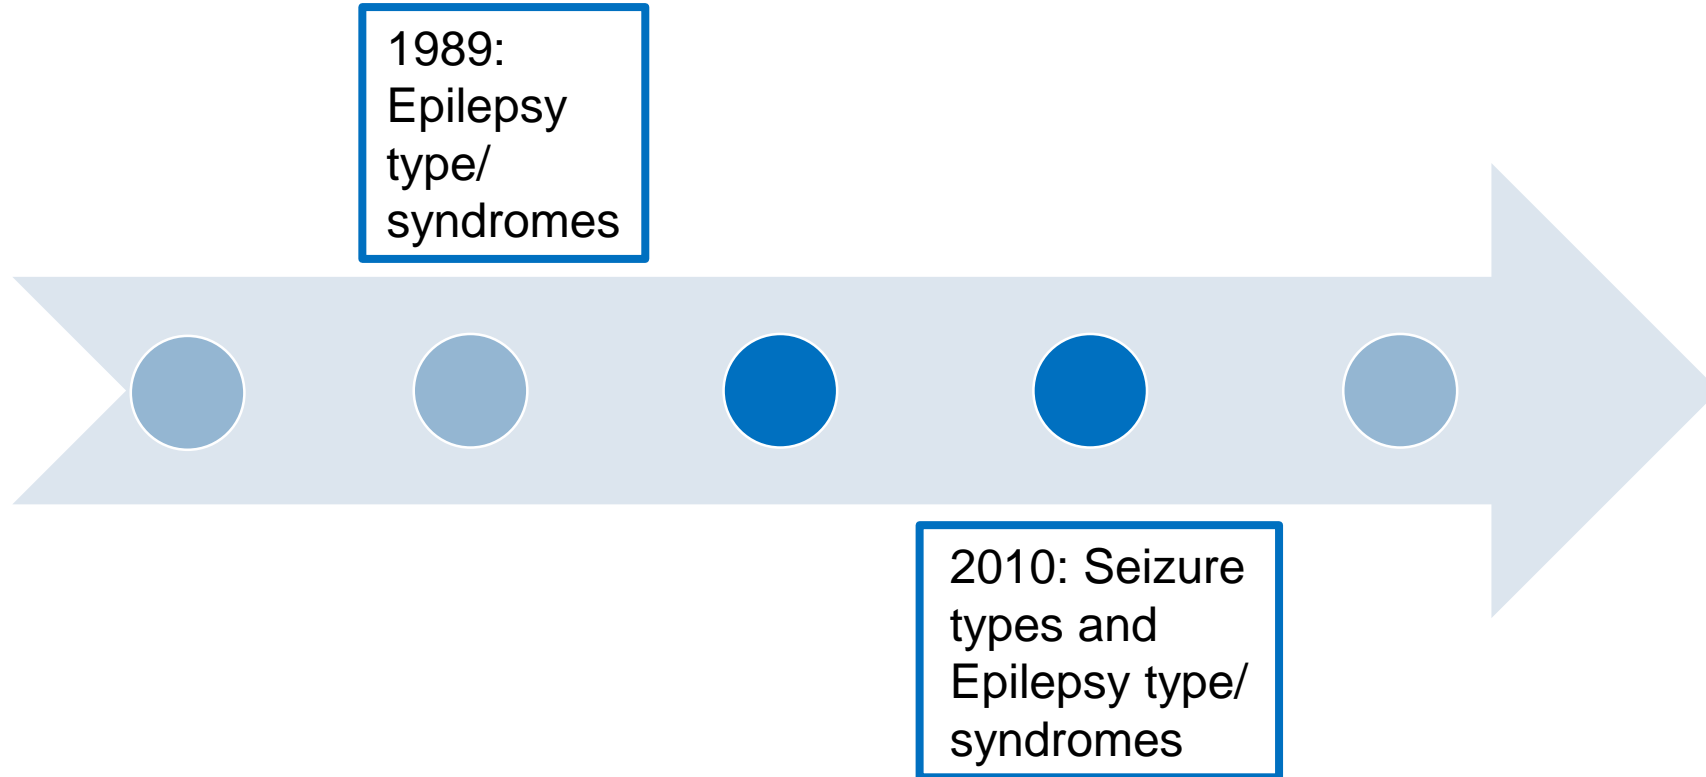 1989:
Epilepsy
type/
syndromes
2010: Seizure
types and
Epilepsy type/
syndromes